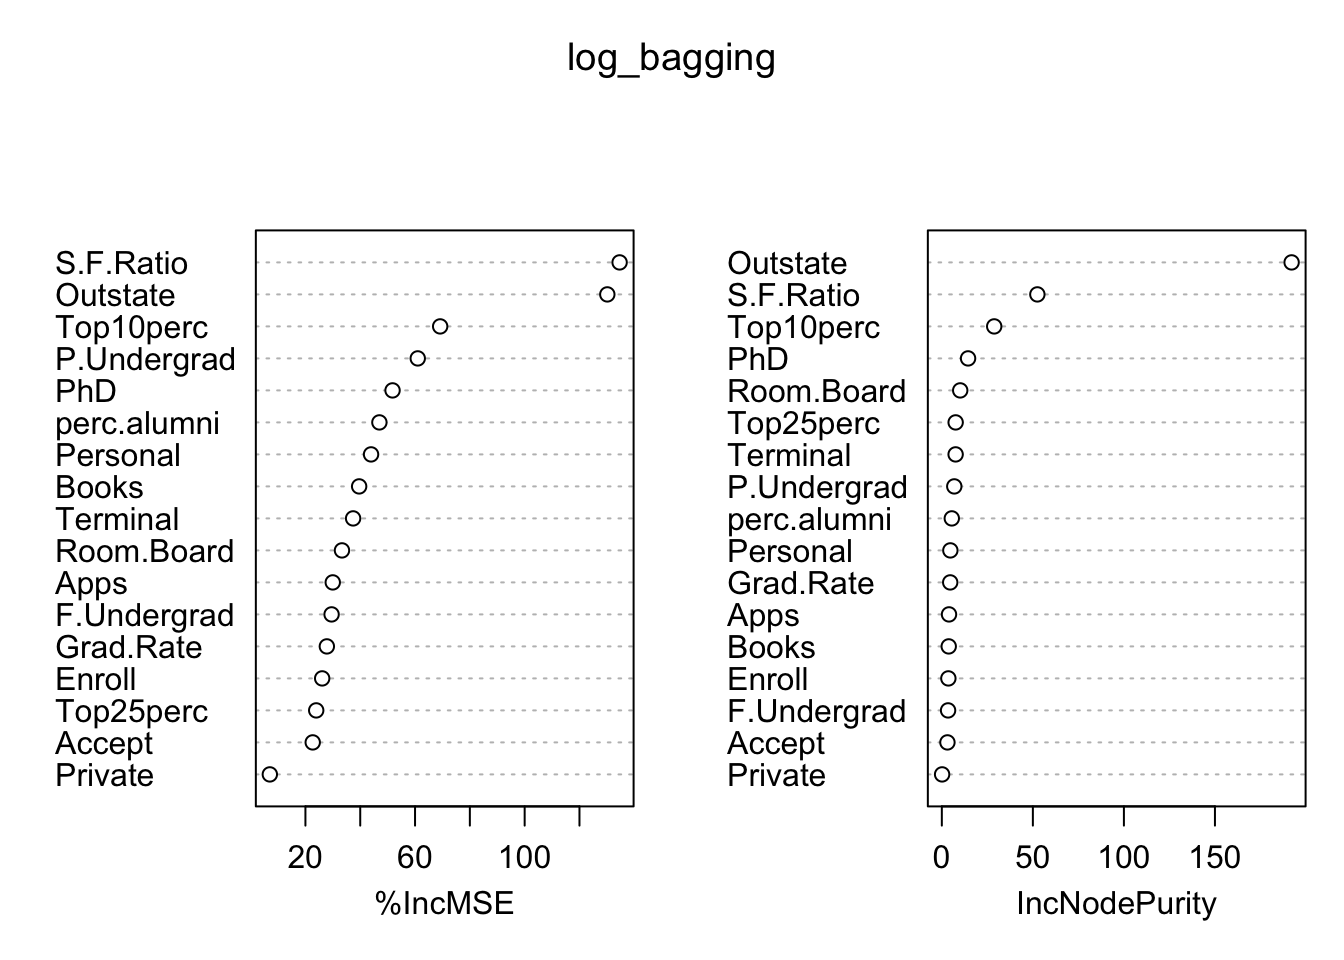 log_bagging
S.F.Ratio
Outstate
Top10perc
P.Undergrad
PhD
perc.alumni
Personal
Books
Terminal
Room.Board
Apps
F.Undergrad
Grad.Rate
Enroll
Top25perc
Accept
Private
20 60 100
%IncMSE
Outstate
S.F.Ratio
Top10perc
PhD
Room.Board
Top25perc
Terminal
P.Undergrad
perc.alumni
Personal
Grad.Rate
Apps
Books
Enroll
F.Undergrad
Accept
Private
0 50 100 150
IncNodePurity